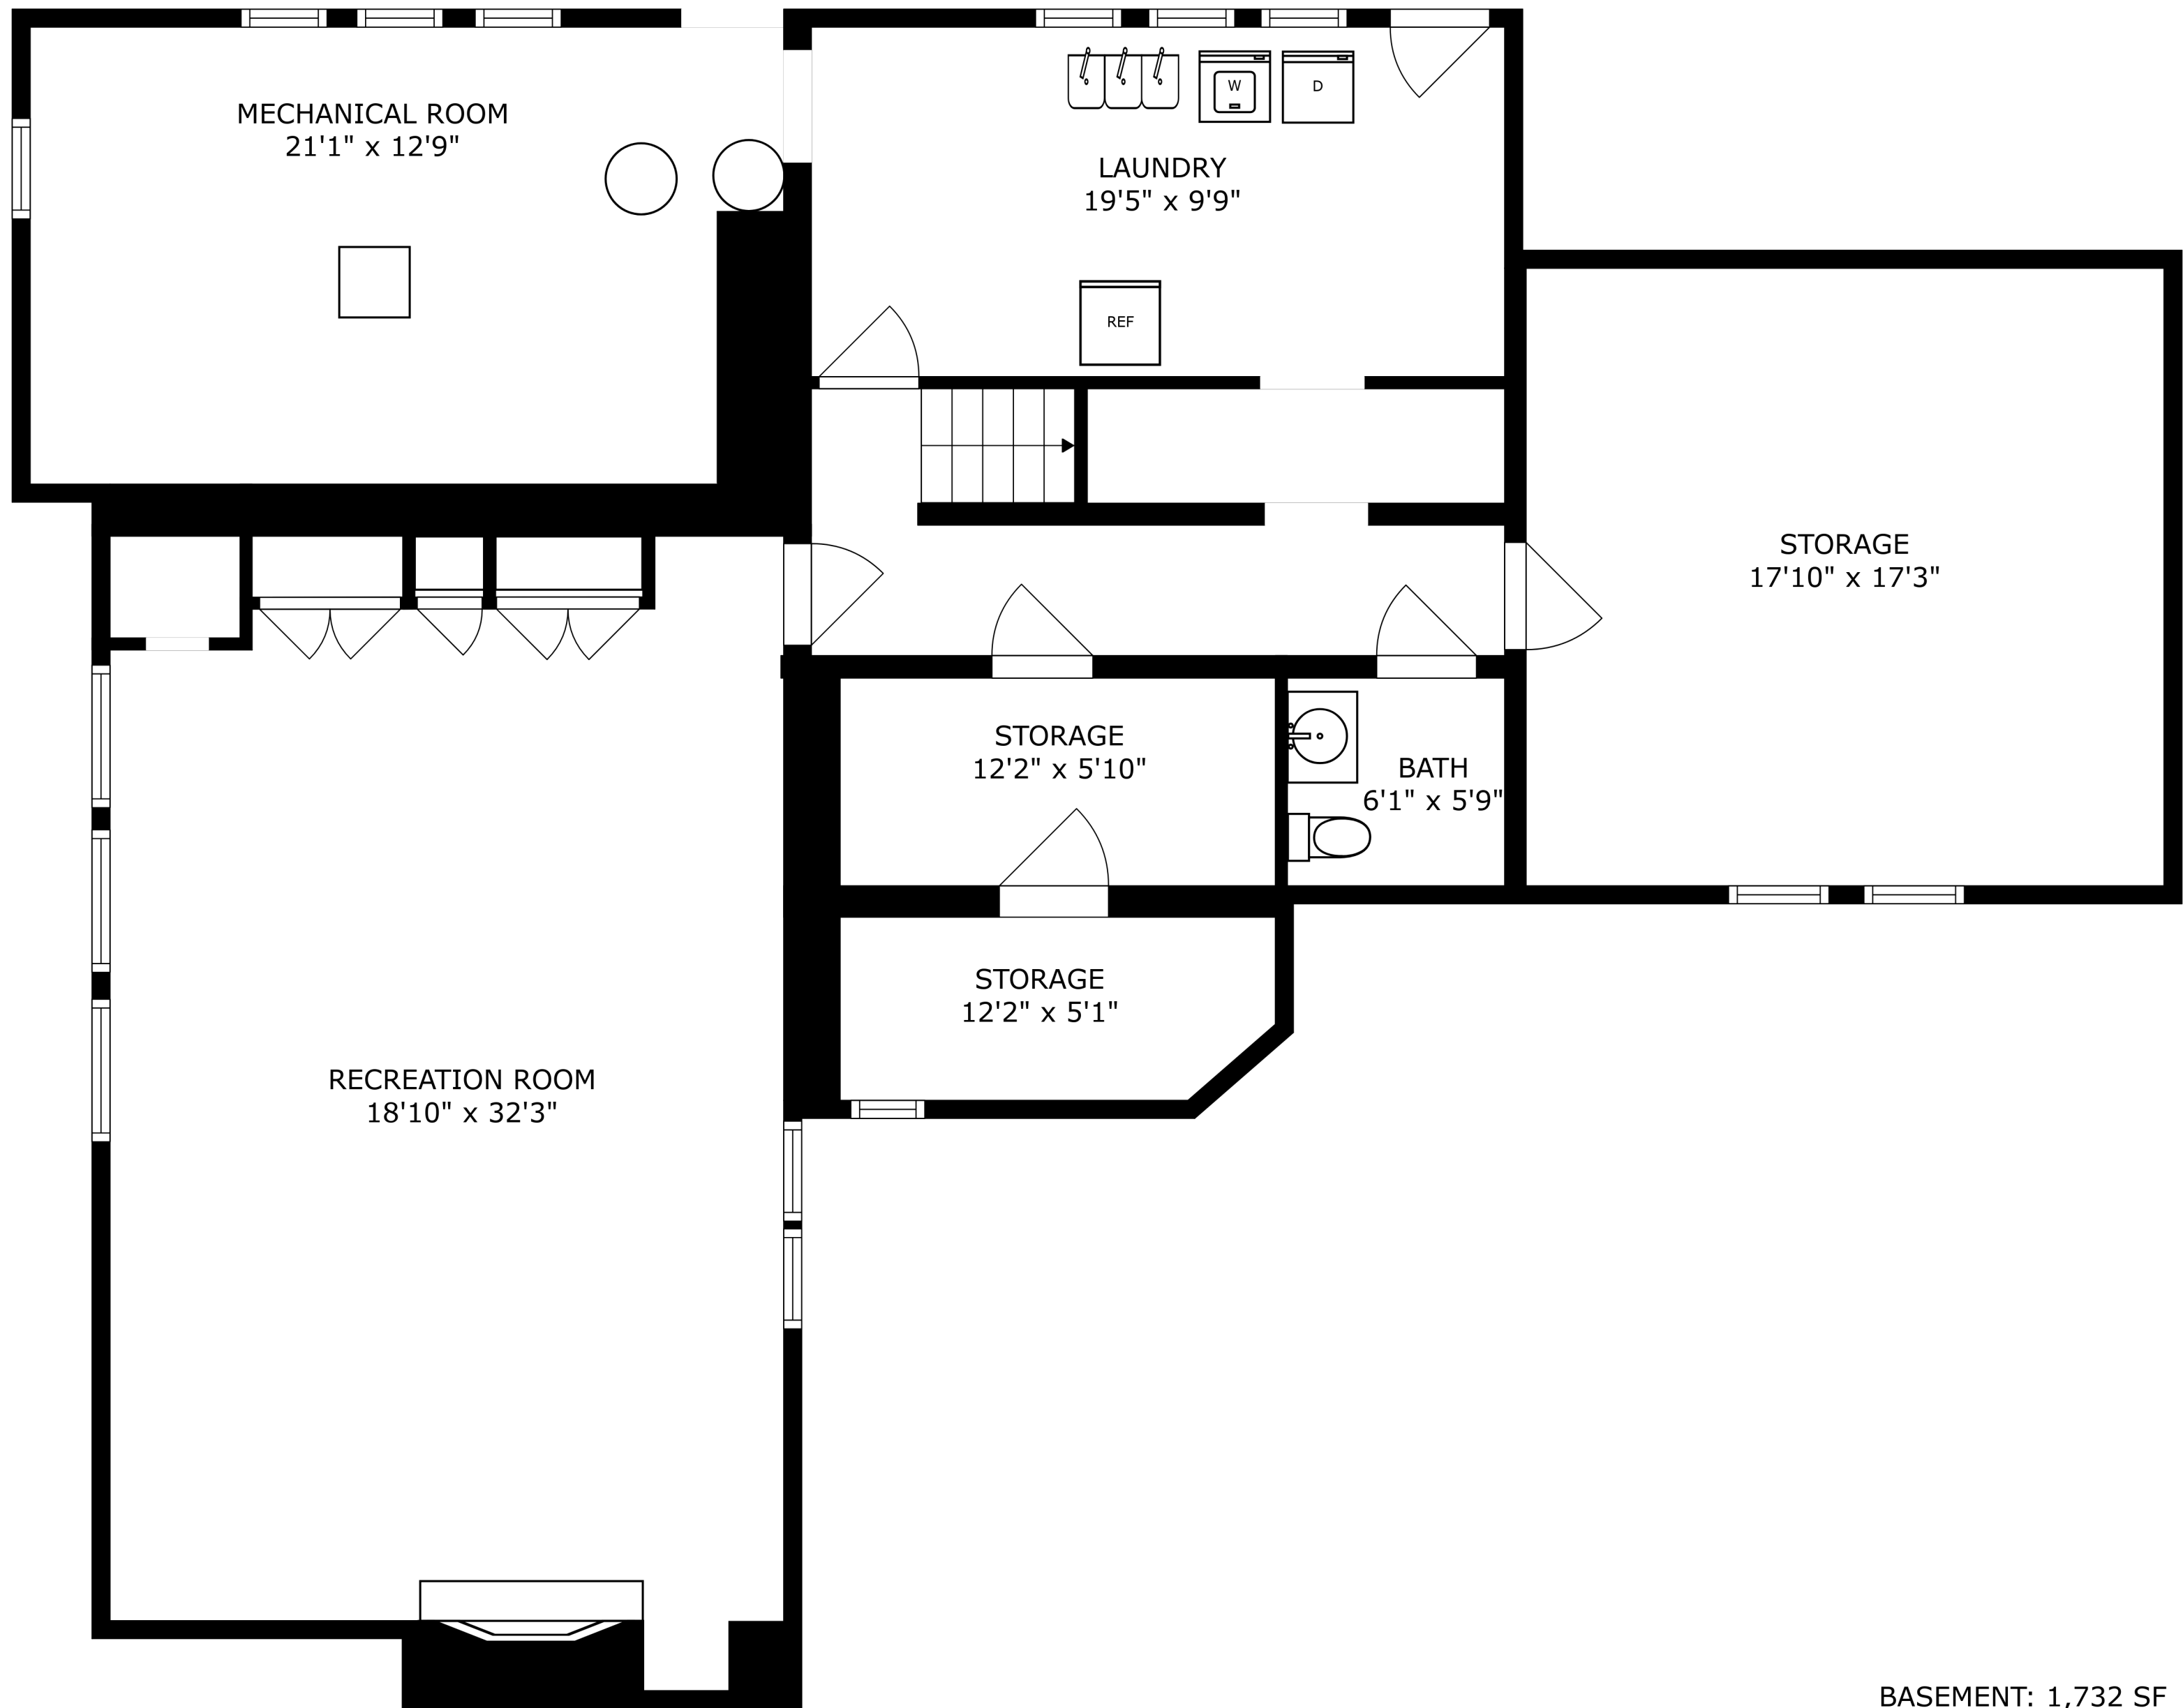 MECHANICAL ROOM
21'1" x 12'9"
W
D
LAUNDRY
19'5" x 9'9"
REF
STORAGE
17'10" x 17'3"
STORAGE
12'2" x 5'10"
BATH
6'1" x 5'9"
STORAGE
12'2" x 5'1"
RECREATION ROOM
18'10" x 32'3"
BASEMENT: 1,732 SF